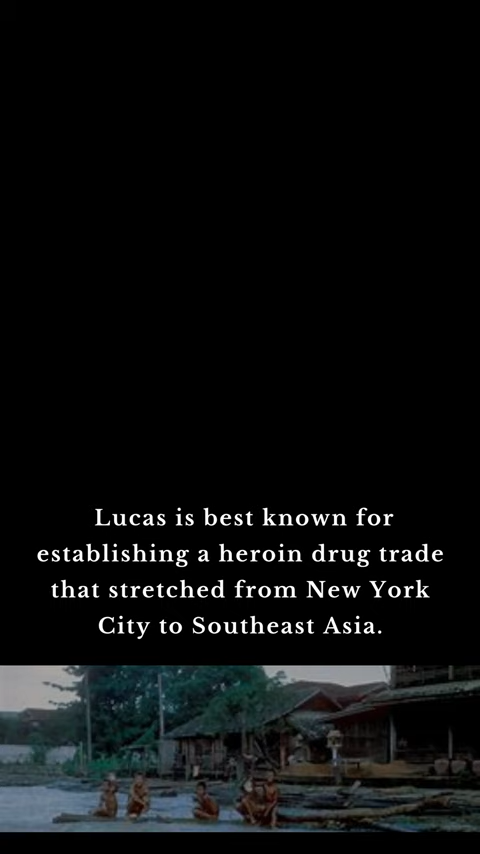 Lucas is best known for
establishing a heroin drug trade
that stretched from New York
City to Southeast Asia.